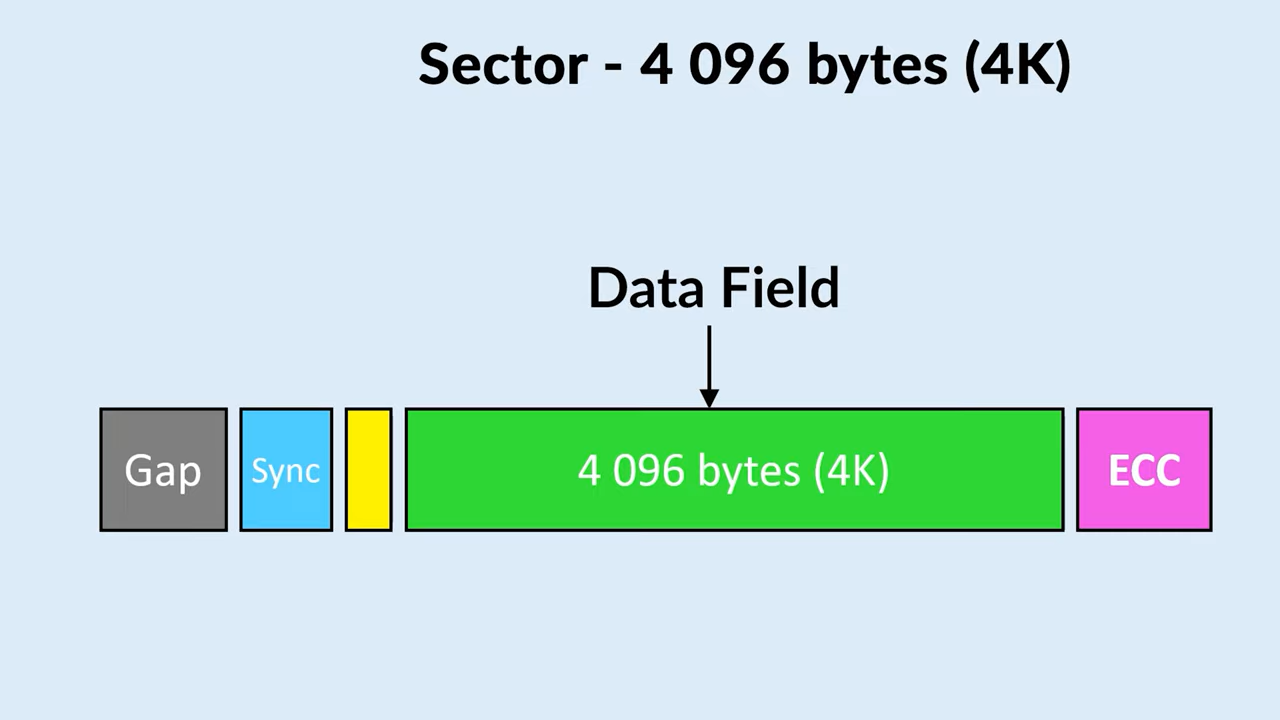 Sector - 4 096 bytes (4K)
Data Field
Gap
Sync
4 096 bytes (4K)
ECC